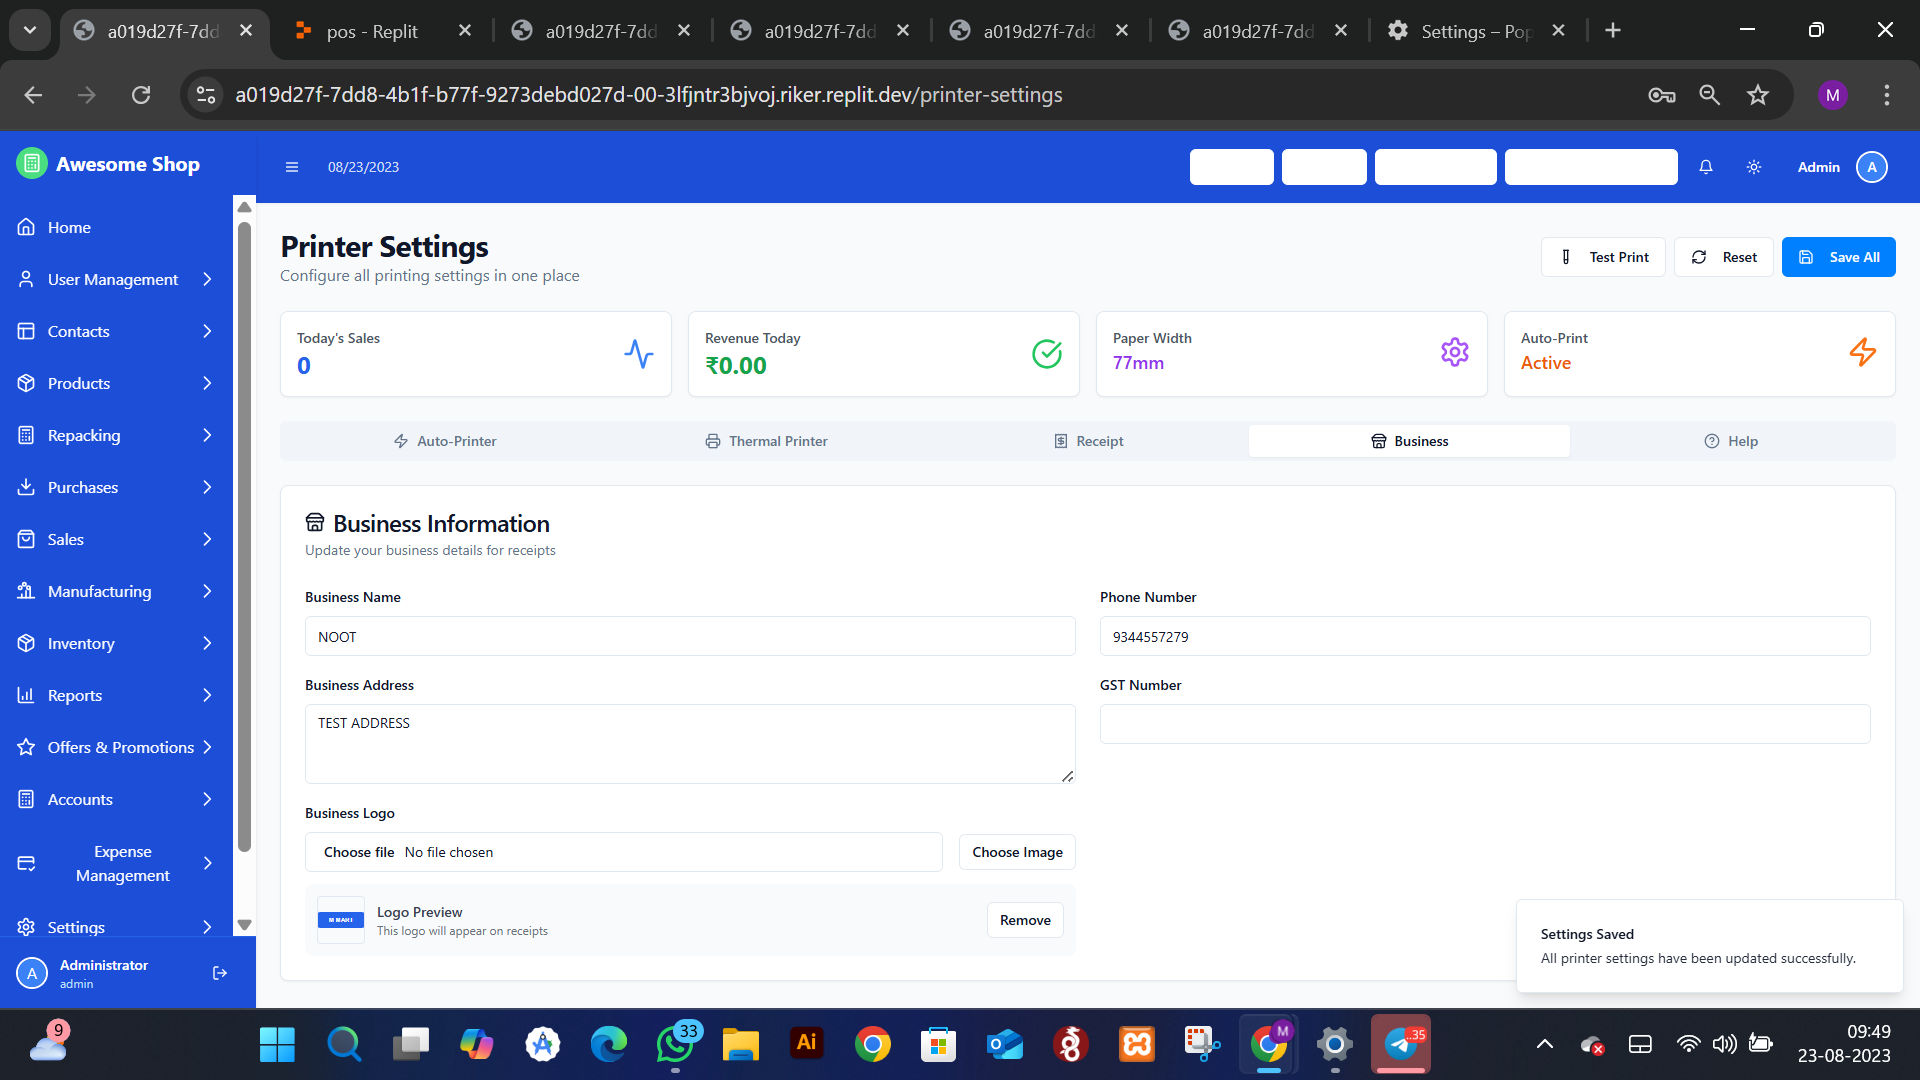 a019d27f-7dd
pos - Replit
a019d27f-7dd
a019d27f-7dd
a019d27f-7dd
a019d27f-7dd
Settings – Pop
a019d27f-7dd8-4b1f-b77f-9273debd027d-00-3lfjntr3bjvoj.riker.replit.dev/printer-settings
M
Awesome Shop
08/23/2023
Admin
A
Home
User Management
Contacts
Products
Repacking
Purchases
Sales
Manufacturing
Inventory
Reports
Offers & Promotions
Accounts
Expense
Management
Settings
A
Administrator
admin
Printer Settings
Configure all printing settings in one place
Test Print
Reset
Save All
Today's Sales
0
Revenue Today
₹0.00
Paper Width
77mm
Auto-Print
Active
Auto-Printer
Thermal Printer
Receipt
Business
Help
Business Information
Update your business details for receipts
Business Name
NOOT
Phone Number
9344557279
Business Address
TEST ADDRESS
GST Number
Business Logo
Choose file No file chosen
Choose Image
Logo Preview
This logo will appear on receipts
Remove
Settings Saved
All printer settings have been updated successfully.
9
33
Ai
M
35
09:49
23-08-2023